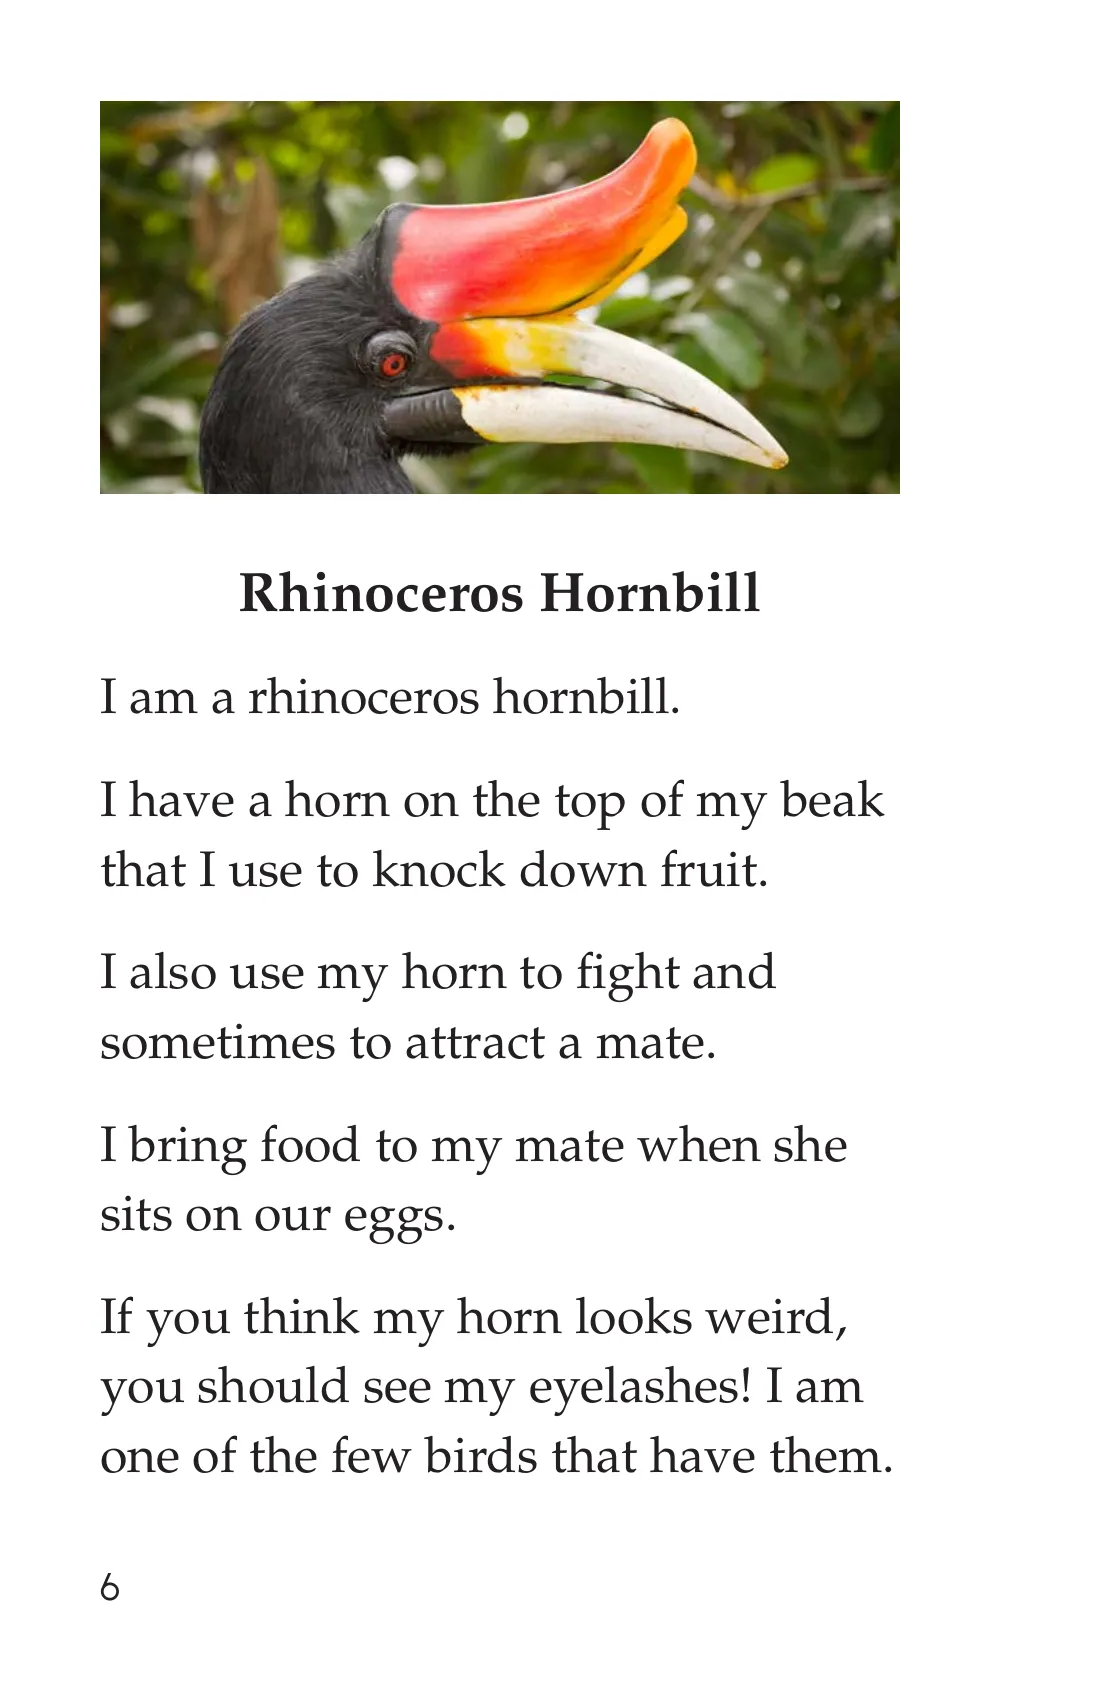 Rhinoceros Hornbill
I am a rhinoceros hornbill.
I have a horn on the top of my beak
that I use to knock down fruit.
I also use my horn to fight and
sometimes to attract a mate.
I bring food to my mate when she
sits on our eggs.
If you think my horn looks weird,
you should see my eyelashes! I am
one of the few birds that have them.
6